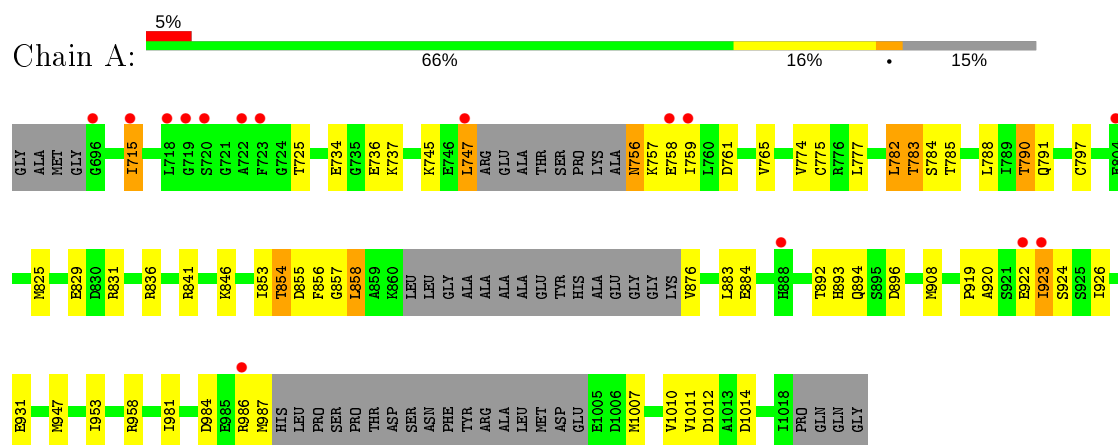 5%
Chain A:
66% 16% • 15%
GLY ALA MET GLY G696 I715 L718 G719 S720 G721 A722 F723 G724 T725 E734 G735 E736 K737 K745 E746 L747 ARG GLU ALA THR SER PRO LYS ALA N756 K757 E758 I759 L760 D761 V765 V774 C775 R776 L777 L782 T783 S784 T785 L788 I789 T790 Q791 C797 E804
M825 E829 D830 R831 R836 R841 K846 I853 T854 D855 F856 G857 L858 A859 K860 LEU LEU GLY ALA ALA ALA ALA GLU TYR HIS ALA GLU GLY GLY LYS V876 L883 E884 H888 T892 H893 Q894 S895 D896 M908 P919 A920 S921 E922 I923 S924 S925 I926
E931 M947 I953 R958 I981 D984 E985 R986 M987 HIS LEU PRO SER PRO THR ASP SER ASN PHE TYR ARG ALA LEU MET ASP GLU E1005 D1006 M1007 V1010 V1011 D1012 A1013 D1014 I1018 PRO GLN GLN GLY